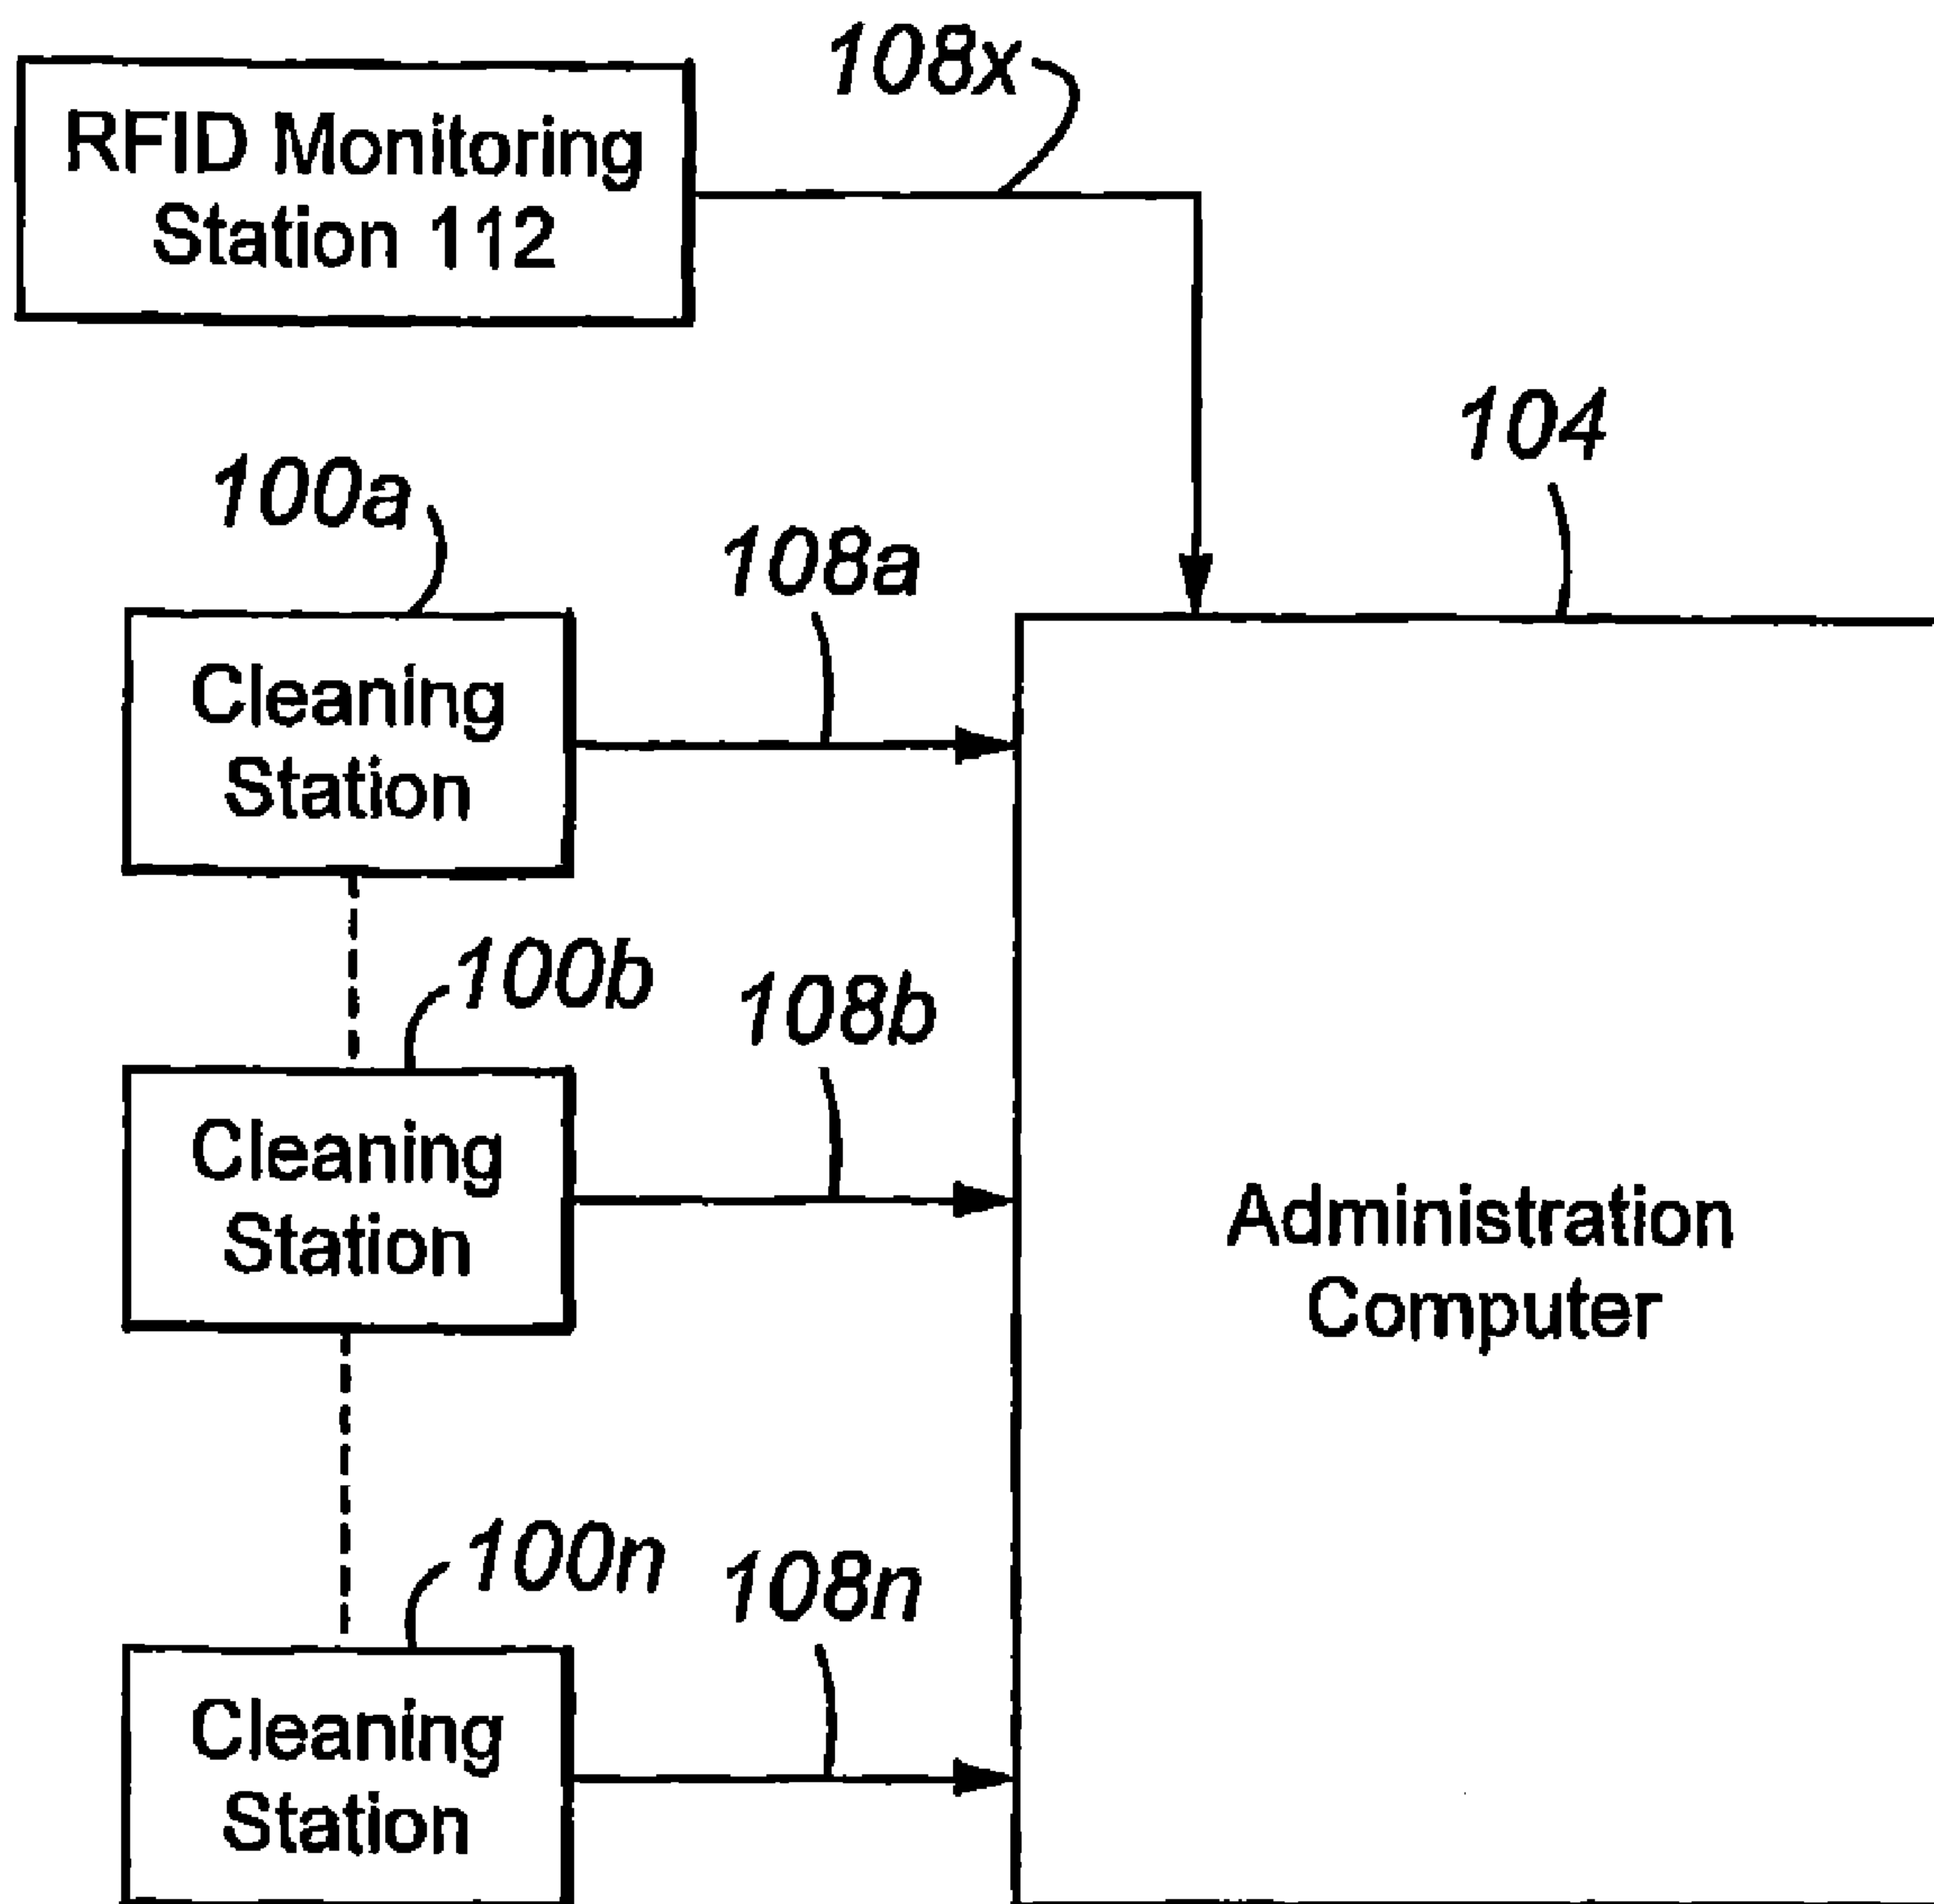 108x
RFID Monitoring
Station 112
104
100a
108a
Cleaning
Station
100b
108b
Cleaning
Station
Administration
Computer
100n
108n
Cleaning
Station